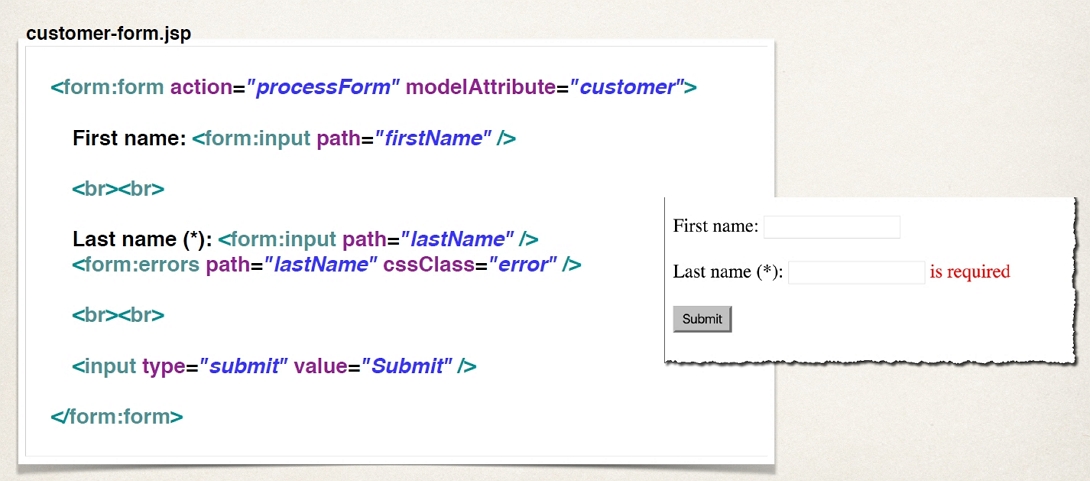 customer-form.jsp
<form:form action="processForm" modelAttribute="customer">
First name: <form:input path="firstName" />
<br><br>
Last name (*): <form:input path="lastName" />
<form:errors path="lastName" cssClass="error" />
<br><br>
<input type="submit" value="Submit" />
</form:form>
First name:
Last name (*): is required
Submit